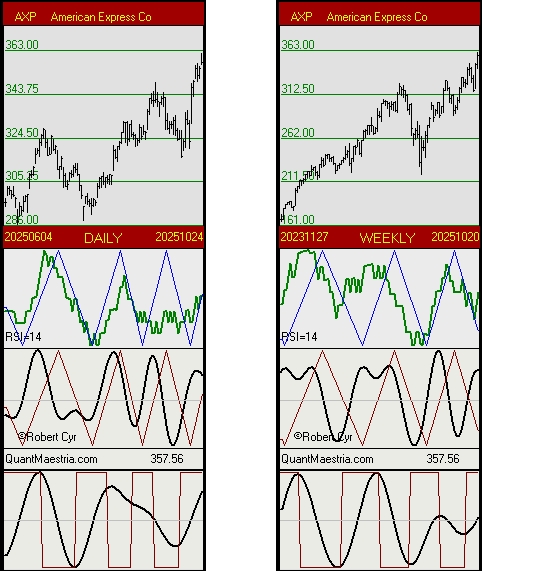 AXP American Express Co
363.00
343.75
324.50
305.25
286.00
20250604 DAILY 20251024
RSI=14
©Robert Cyr
QuantMaestria.com 357.56
AXP American Express Co
363.00
312.50
262.00
211.50
161.00
20231127 WEEKLY 20251020
RSI=14
©Robert Cyr
QuantMaestria.com 357.56